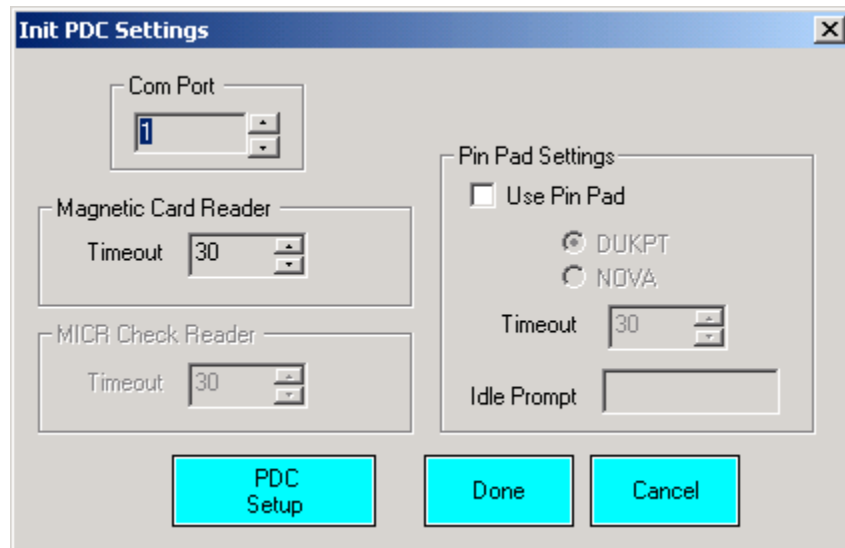 Init PDC Settings
Com Port
1
Magnetic Card Reader
Timeout 30
MICR Check Reader
Timeout 30
Pin Pad Settings
Use Pin Pad
DUKPT
NOVA
Timeout 30
Idle Prompt
PDC
Setup
Done
Cancel